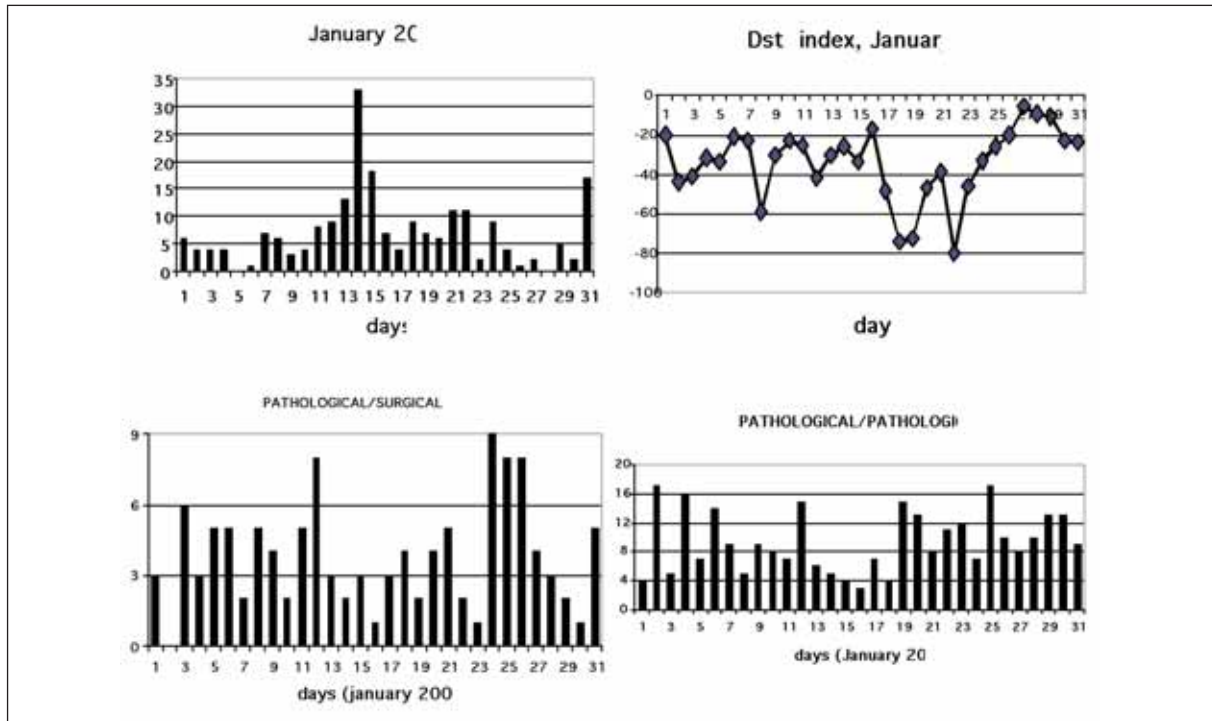 January 20
35
30
25
20
15
10
5
0
1 3 5 7 9 11 13 15 17 19 21 23 25 27 29 31
days
Dst index, Januar
0
-20
-40
-60
-80
-100
1 3 5 7 9 11 13 15 17 19 21 23 25 27 29 31
day
PATHOLOGICAL/SURGICAL
9
6
3
0
1 3 5 7 9 11 13 15 17 19 21 23 25 27 29 31
days (january 200
PATHOLOGICAL/PATHOLOGI
20
16
12
8
4
0
1 3 5 7 9 11 13 15 17 19 21 23 25 27 29 31
days (January 20